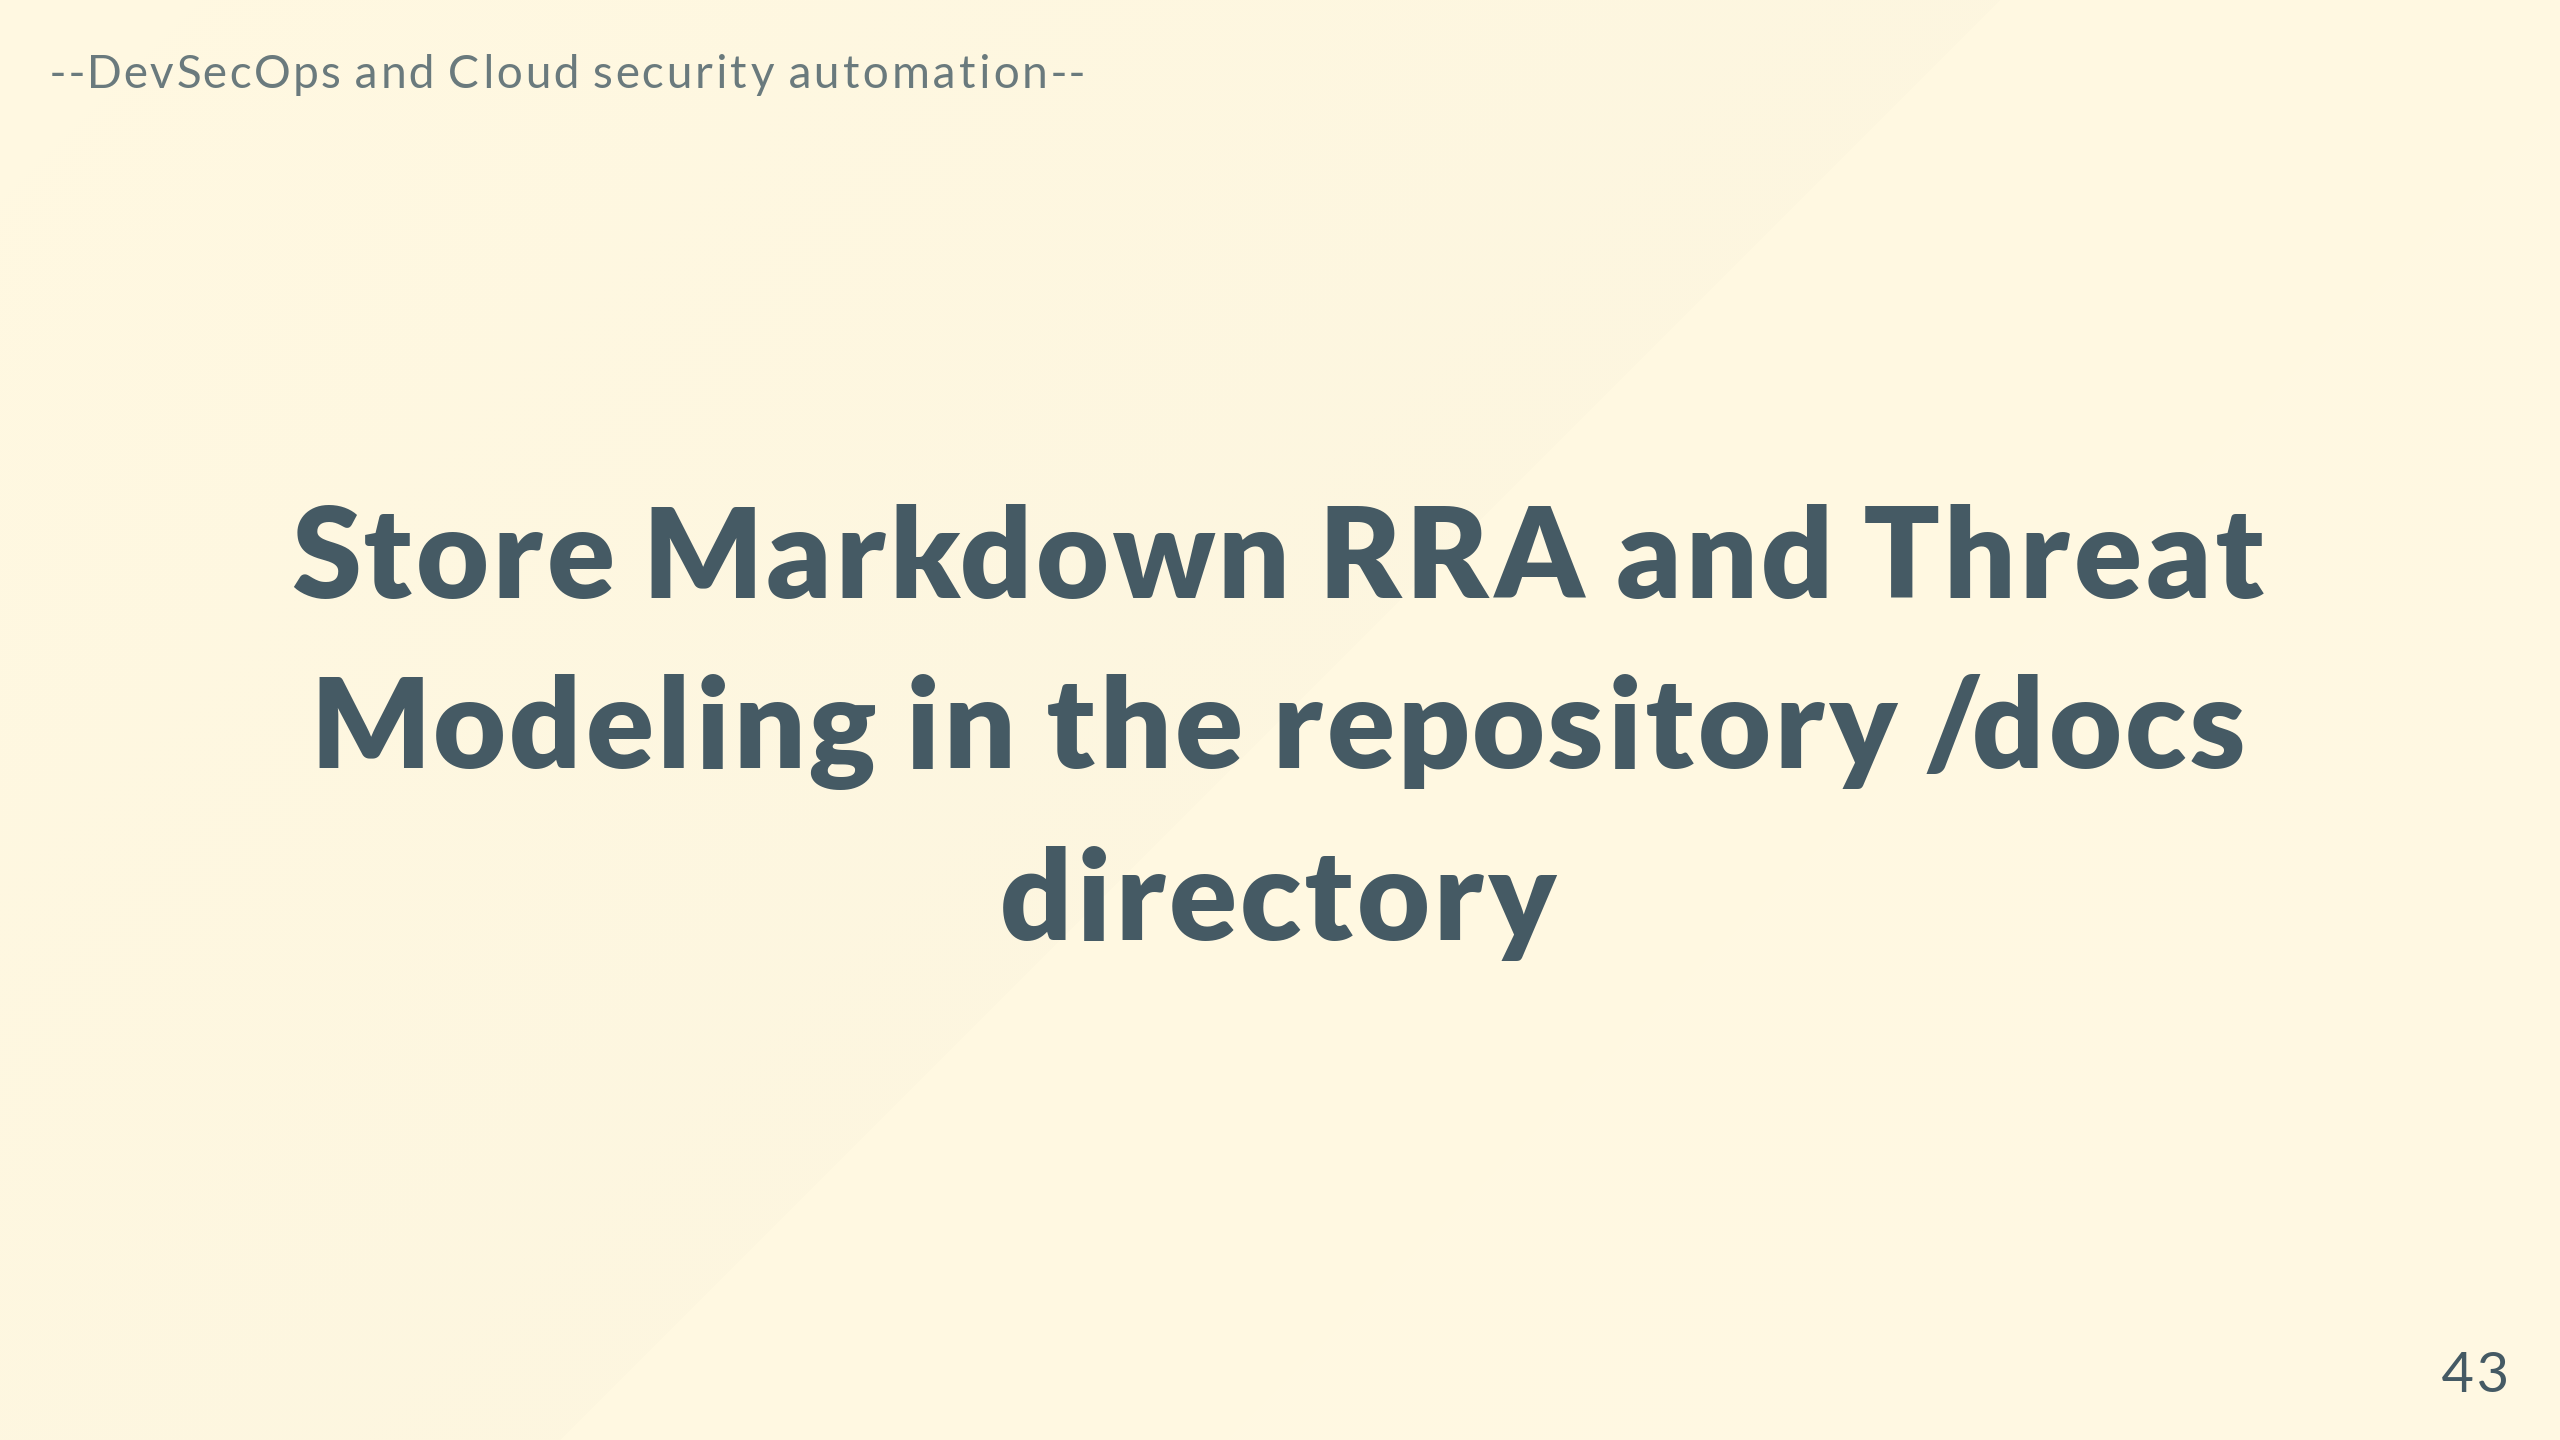 --DevSecOps and Cloud security automation--
Store Markdown RRA and Threat
Modeling in the repository /docs
directory
43